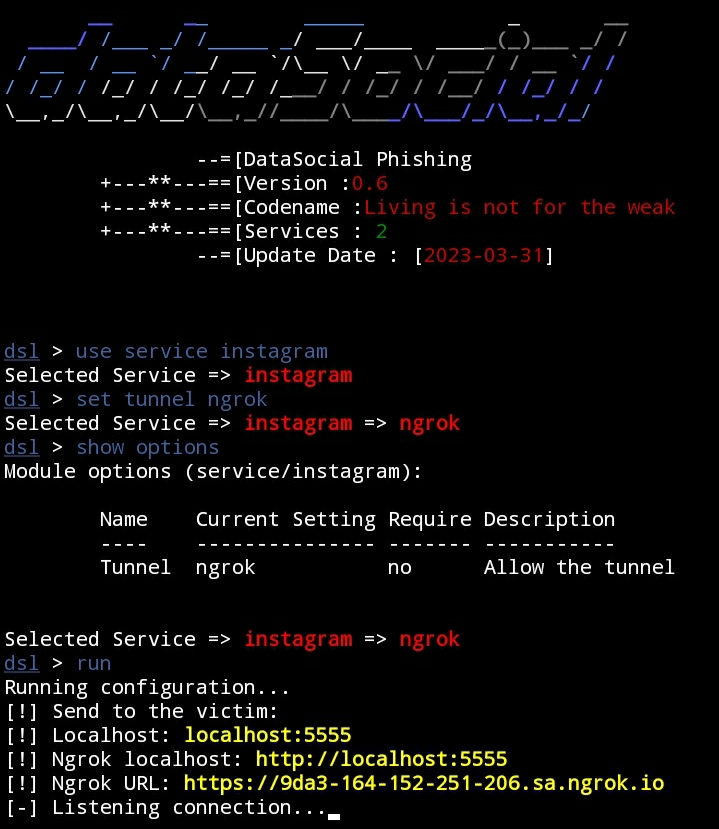 dataSocial
--=[DataSocial Phishing
+---**---==[Version :0.6
+---**---==[Codename :Living is not for the weak
+---**---==[Services : 2
--=[Update Date : [2023-03-31]
dsl > use service instagram
Selected Service => instagram
dsl > set tunnel ngrok
Selected Service => instagram => ngrok
dsl > show options
Module options (service/instagram):
Name Current Setting Require Description
---- --------------- ------- -----------
Tunnel ngrok no Allow the tunnel
Selected Service => instagram => ngrok
dsl > run
Running configuration...
[!] Send to the victim:
[!] Localhost: localhost:5555
[!] Ngrok localhost: http://localhost:5555
[!] Ngrok URL: https://9da3-164-152-251-206.sa.ngrok.io
[-] Listening connection...